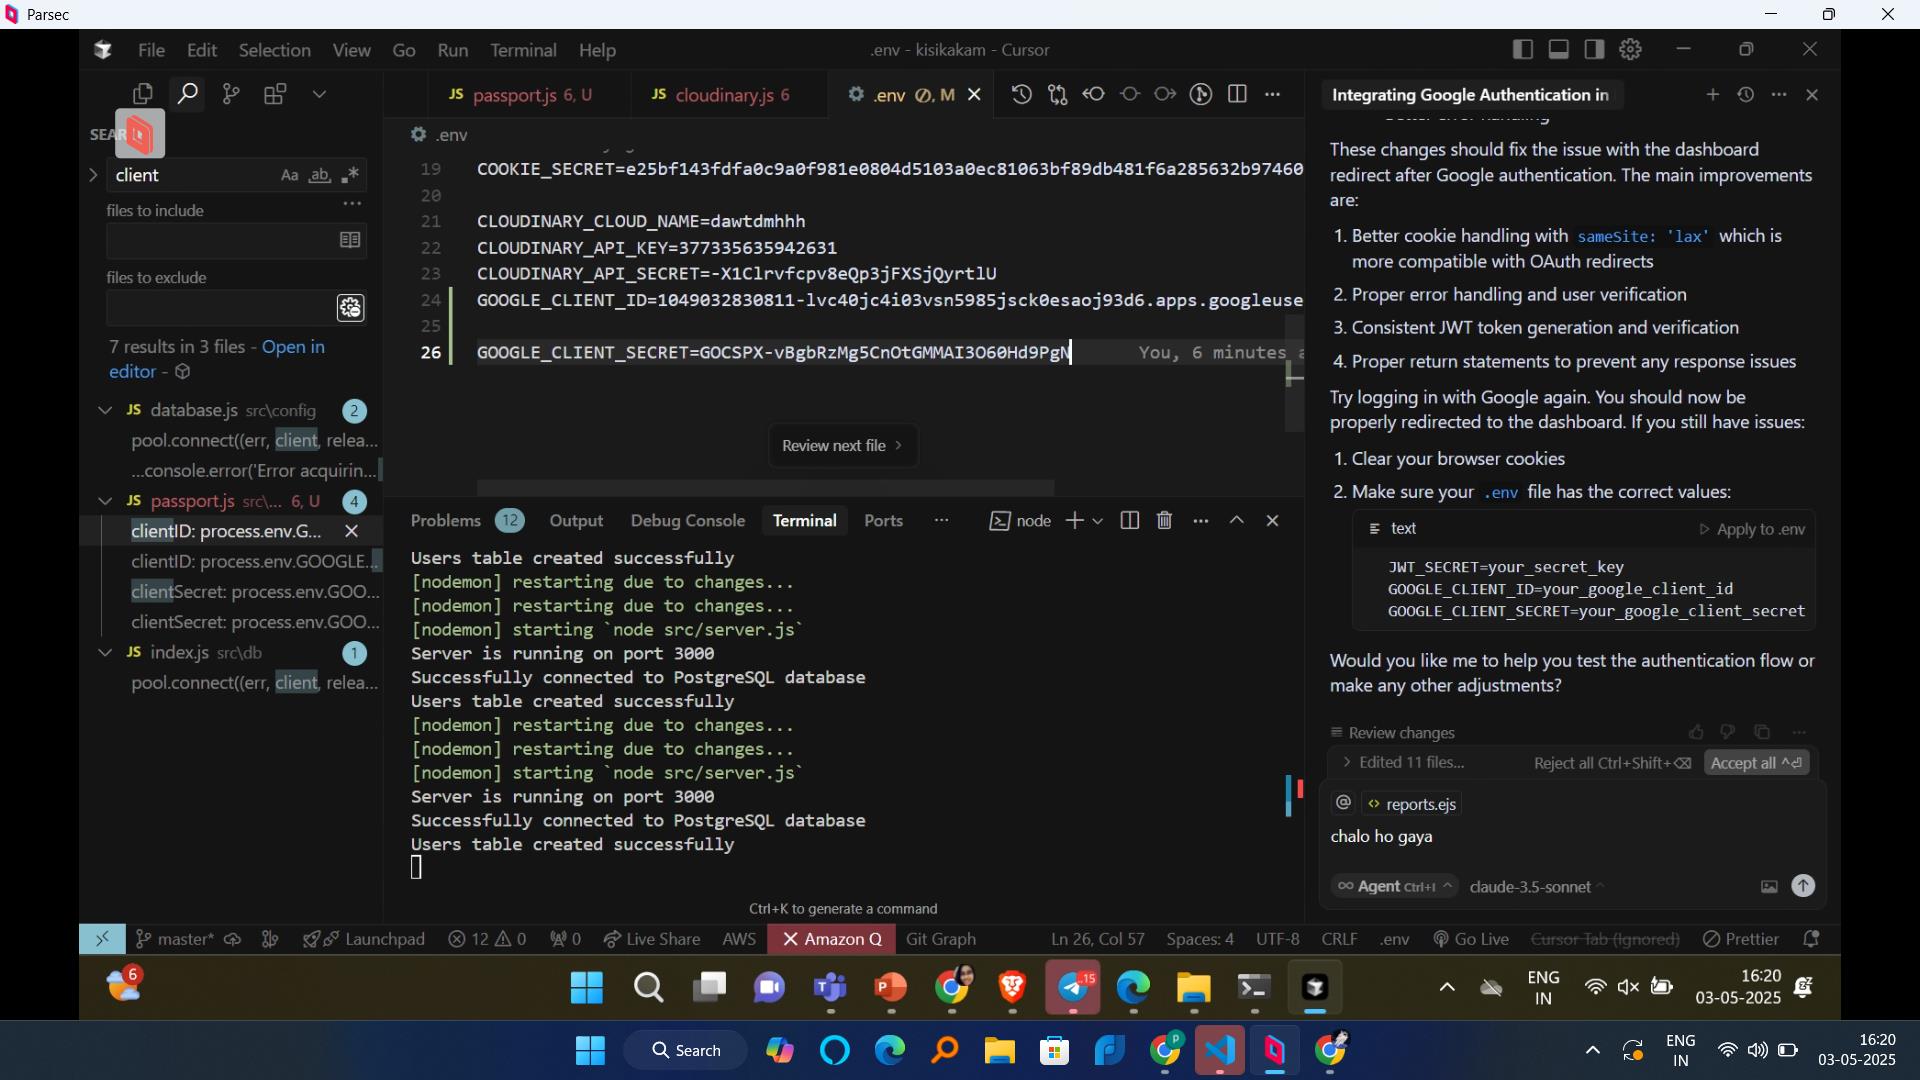 Parsec
File Edit Selection View Go Run Terminal Help
.env - kisikakam - Cursor
JS passport.js 6, U
JS cloudinary.js 6
.env M
Integrating Google Authentication in
SEAR
client
Aa ab
files to include
files to exclude
7 results in 3 files - Open in
editor -
JS database.js src\config 2
pool.connect((err, client, relea...
...console.error('Error acquirin...
JS passport.js src\... 6, U 4
clientID: process.env.G...
clientID: process.env.GOOGLE...
clientSecret: process.env.GOO...
clientSecret: process.env.GOO...
JS index.js src\db 1
pool.connect((err, client, relea...
.env
19 COOKIE_SECRET=e25bf143fdfa0c9a0f981e0804d5103a0ec81063bf89db481f6a285632b97460
20
21 CLOUDINARY_CLOUD_NAME=dawtdmhhh
22 CLOUDINARY_API_KEY=377335635942631
23 CLOUDINARY_API_SECRET=-X1Clrvfcpv8eQp3jFXSjQyrtlU
24 GOOGLE_CLIENT_ID=1049032830811-lvc40jc4i03vsn5985jsck0esaoj93d6.apps.googleuse
25
26 GOOGLE_CLIENT_SECRET=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 You, 6 minutes a
Review next file
Problems 12 Output Debug Console Terminal Ports ... node
Users table created successfully
[nodemon] restarting due to changes...
[nodemon] restarting due to changes...
[nodemon] starting `node src/server.js`
Server is running on port 3000
Successfully connected to PostgreSQL database
Users table created successfully
[nodemon] restarting due to changes...
[nodemon] restarting due to changes...
[nodemon] starting `node src/server.js`
Server is running on port 3000
Successfully connected to PostgreSQL database
Users table created successfully
Ctrl+K to generate a command
These changes should fix the issue with the dashboard
redirect after Google authentication. The main improvements
are:
1. Better cookie handling with sameSite: 'lax' which is
more compatible with OAuth redirects
2. Proper error handling and user verification
3. Consistent JWT token generation and verification
4. Proper return statements to prevent any response issues
Try logging in with Google again. You should now be
properly redirected to the dashboard. If you still have issues:
1. Clear your browser cookies
2. Make sure your .env file has the correct values:
text Apply to .env
JWT_SECRET=your_secret_key
GOOGLE_CLIENT_ID=your_google_client_id
GOOGLE_CLIENT_SECRET=your_google_client_secret
Would you like me to help you test the authentication flow or
make any other adjustments?
Review changes
Edited 11 files... Reject all Ctrl+Shift+⌫ Accept all ^⏎
@ <> reports.ejs
chalo ho gaya
∞ Agent Ctrl+I claude-3.5-sonnet
master* Launchpad 12 0 0 Live Share AWS Amazon Q Git Graph Ln 26, Col 57 Spaces: 4 UTF-8 CRLF .env Go Live Cursor Tab (Ignored) Prettier
6
15
ENG
IN
16:20
03-05-2025
Search
ENG
IN
16:20
03-05-2025